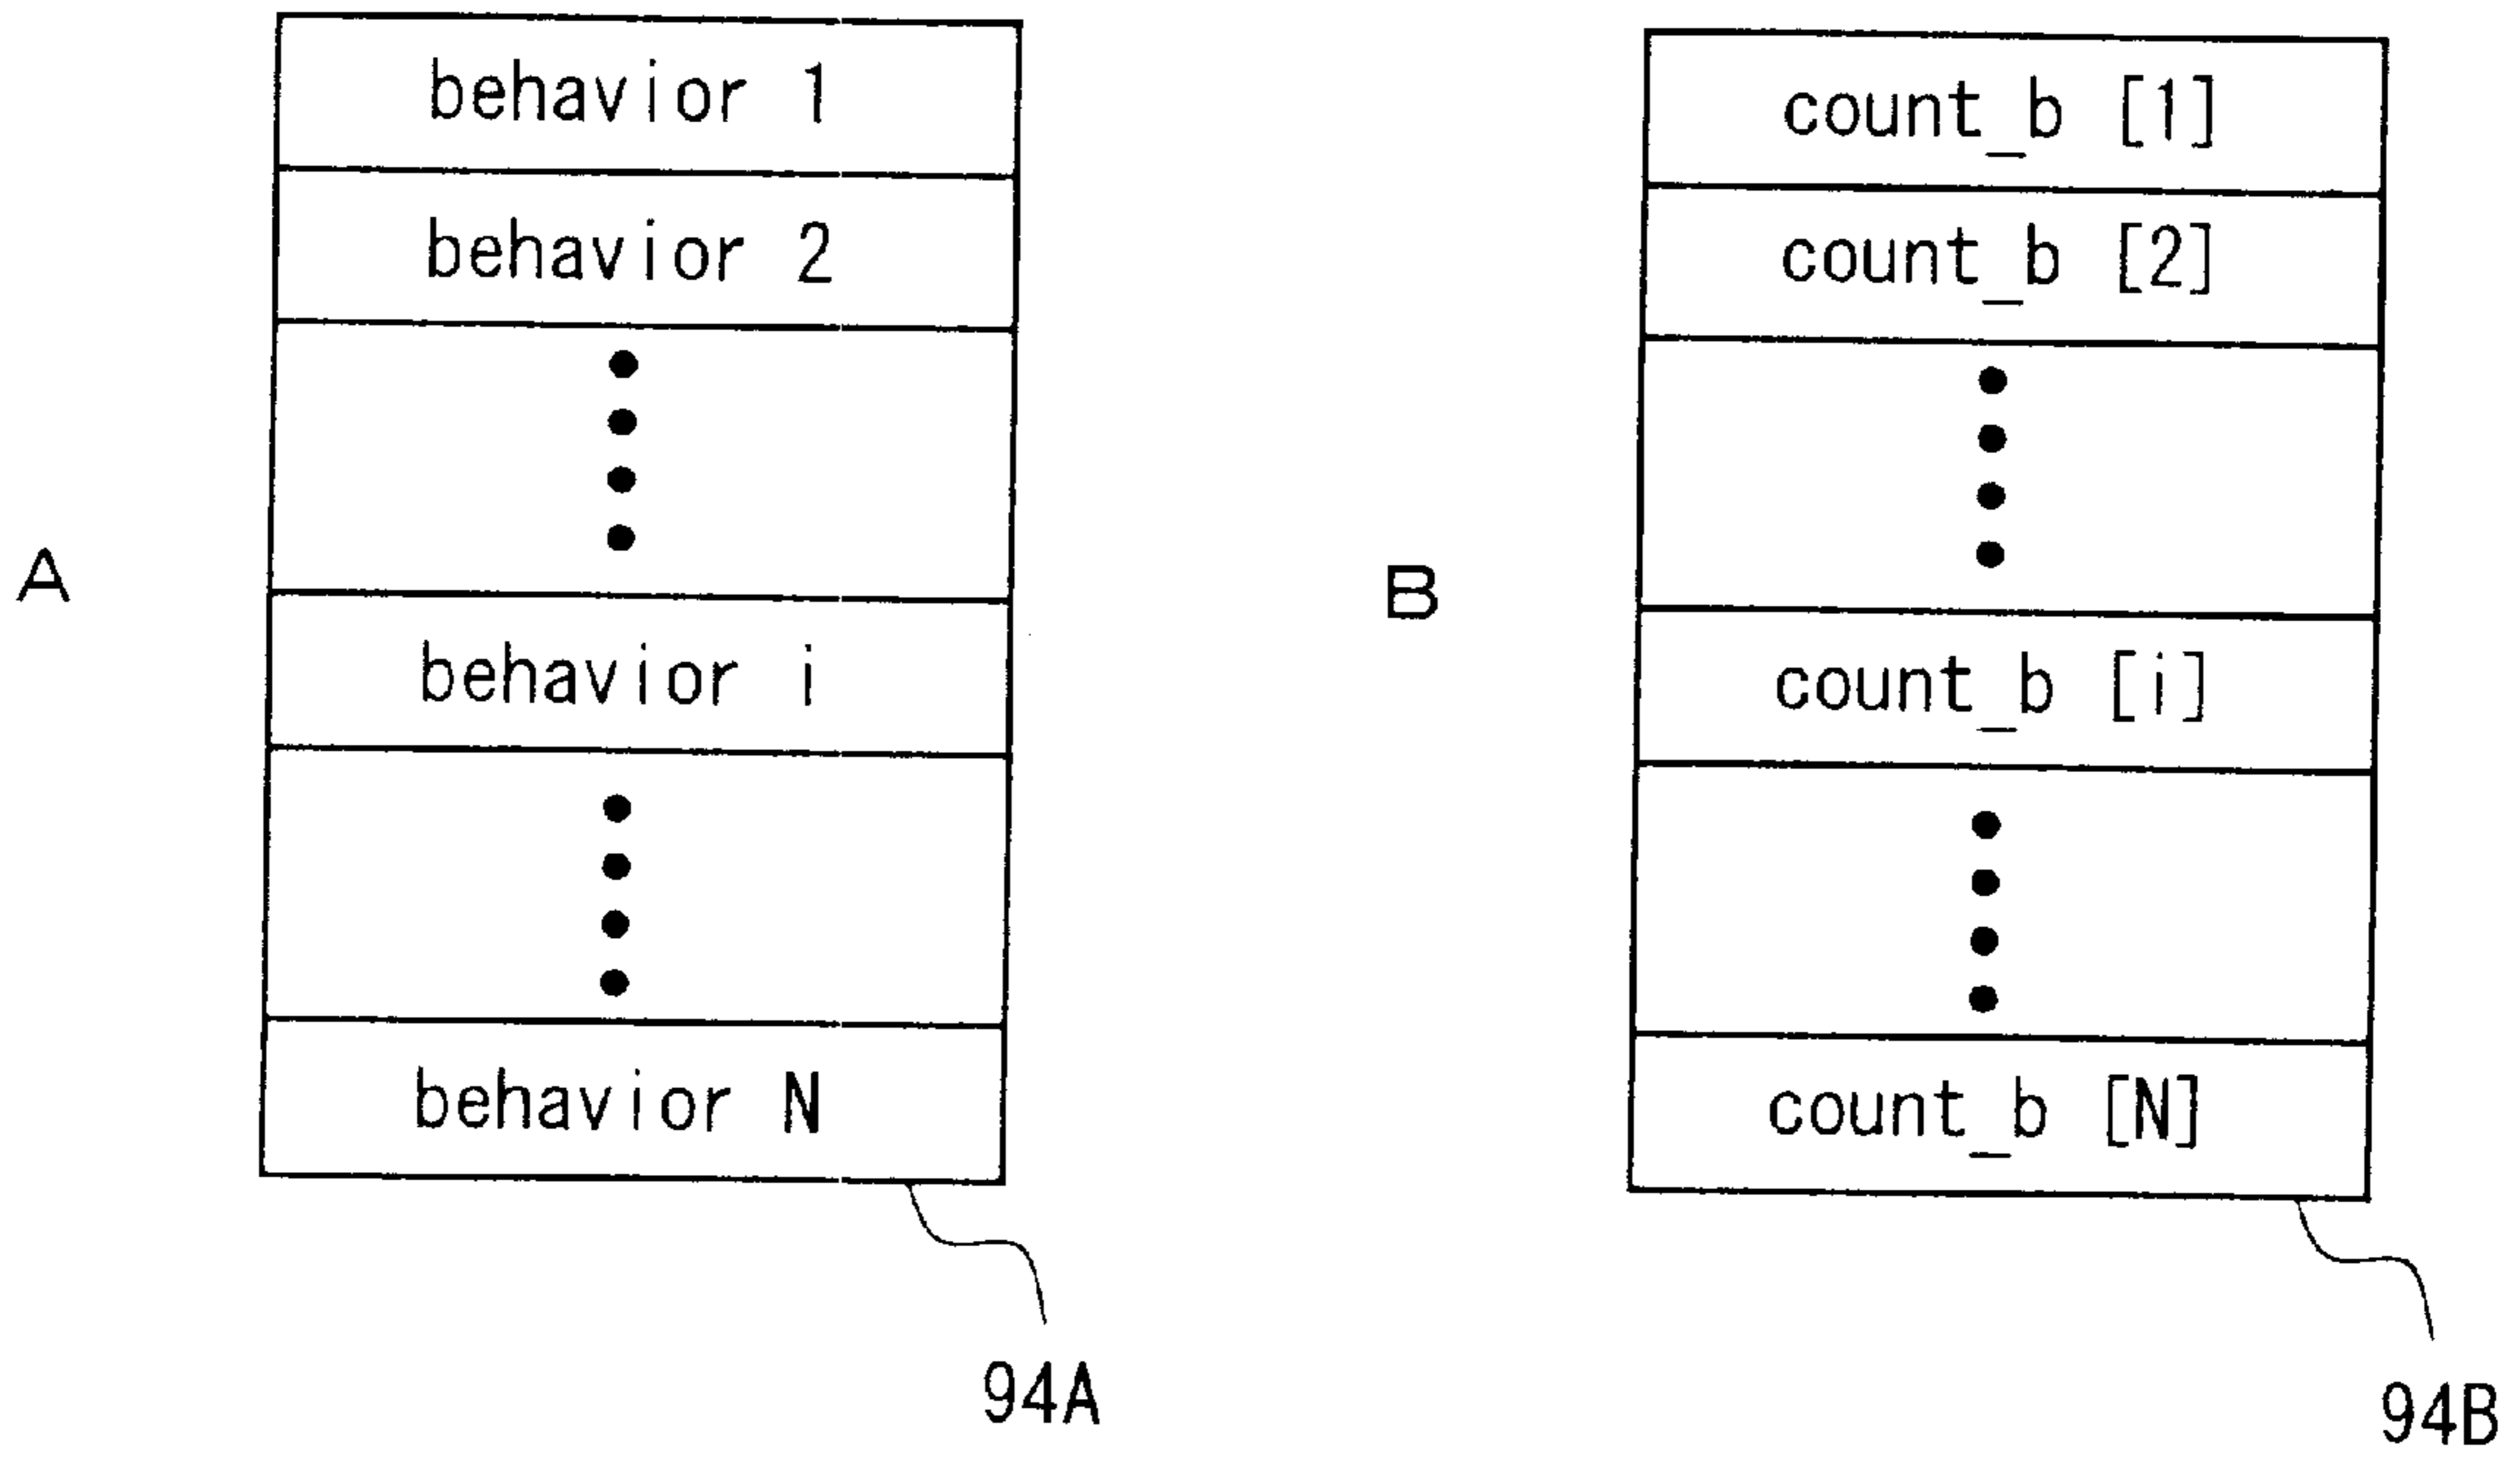 A
behavior 1
behavior 2
behavior i
behavior N
94A
B
count_b [1]
count_b [2]
count_b [i]
count_b [N]
94B